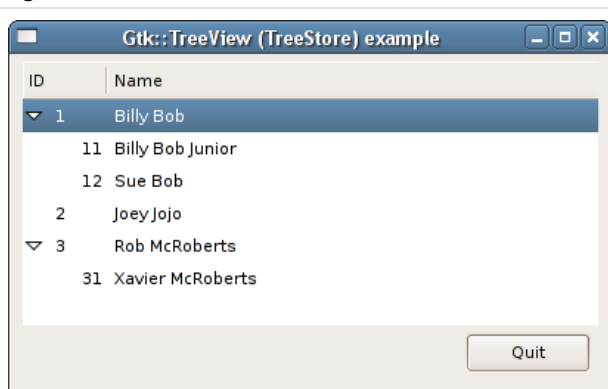 Gtk::TreeView (TreeStore) example
ID Name
1 Billy Bob
11 Billy Bob Junior
12 Sue Bob
2 Joey Jojo
3 Rob McRoberts
31 Xavier McRoberts
Quit